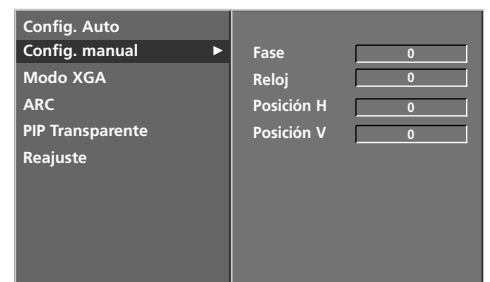 Config. Auto
Config. manual ►
Modo XGA
ARC
PIP Transparente
Reajuste
Fase 0
Reloj 0
Posición H 0
Posición V 0